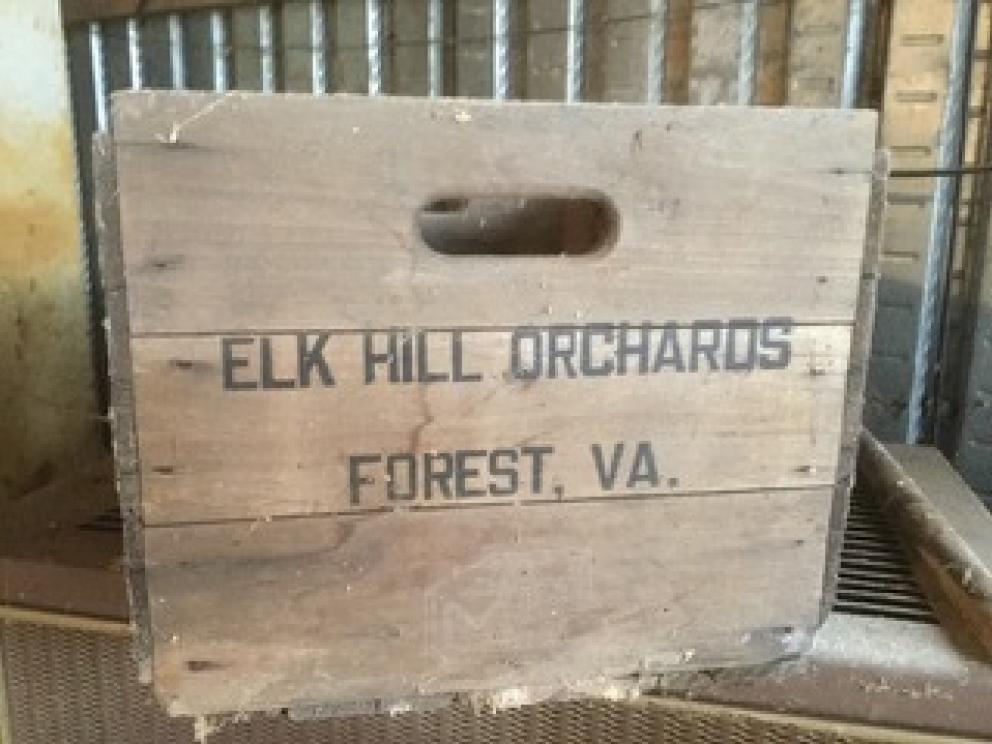 ELK HILL ORCHARDS
FOREST, VA.